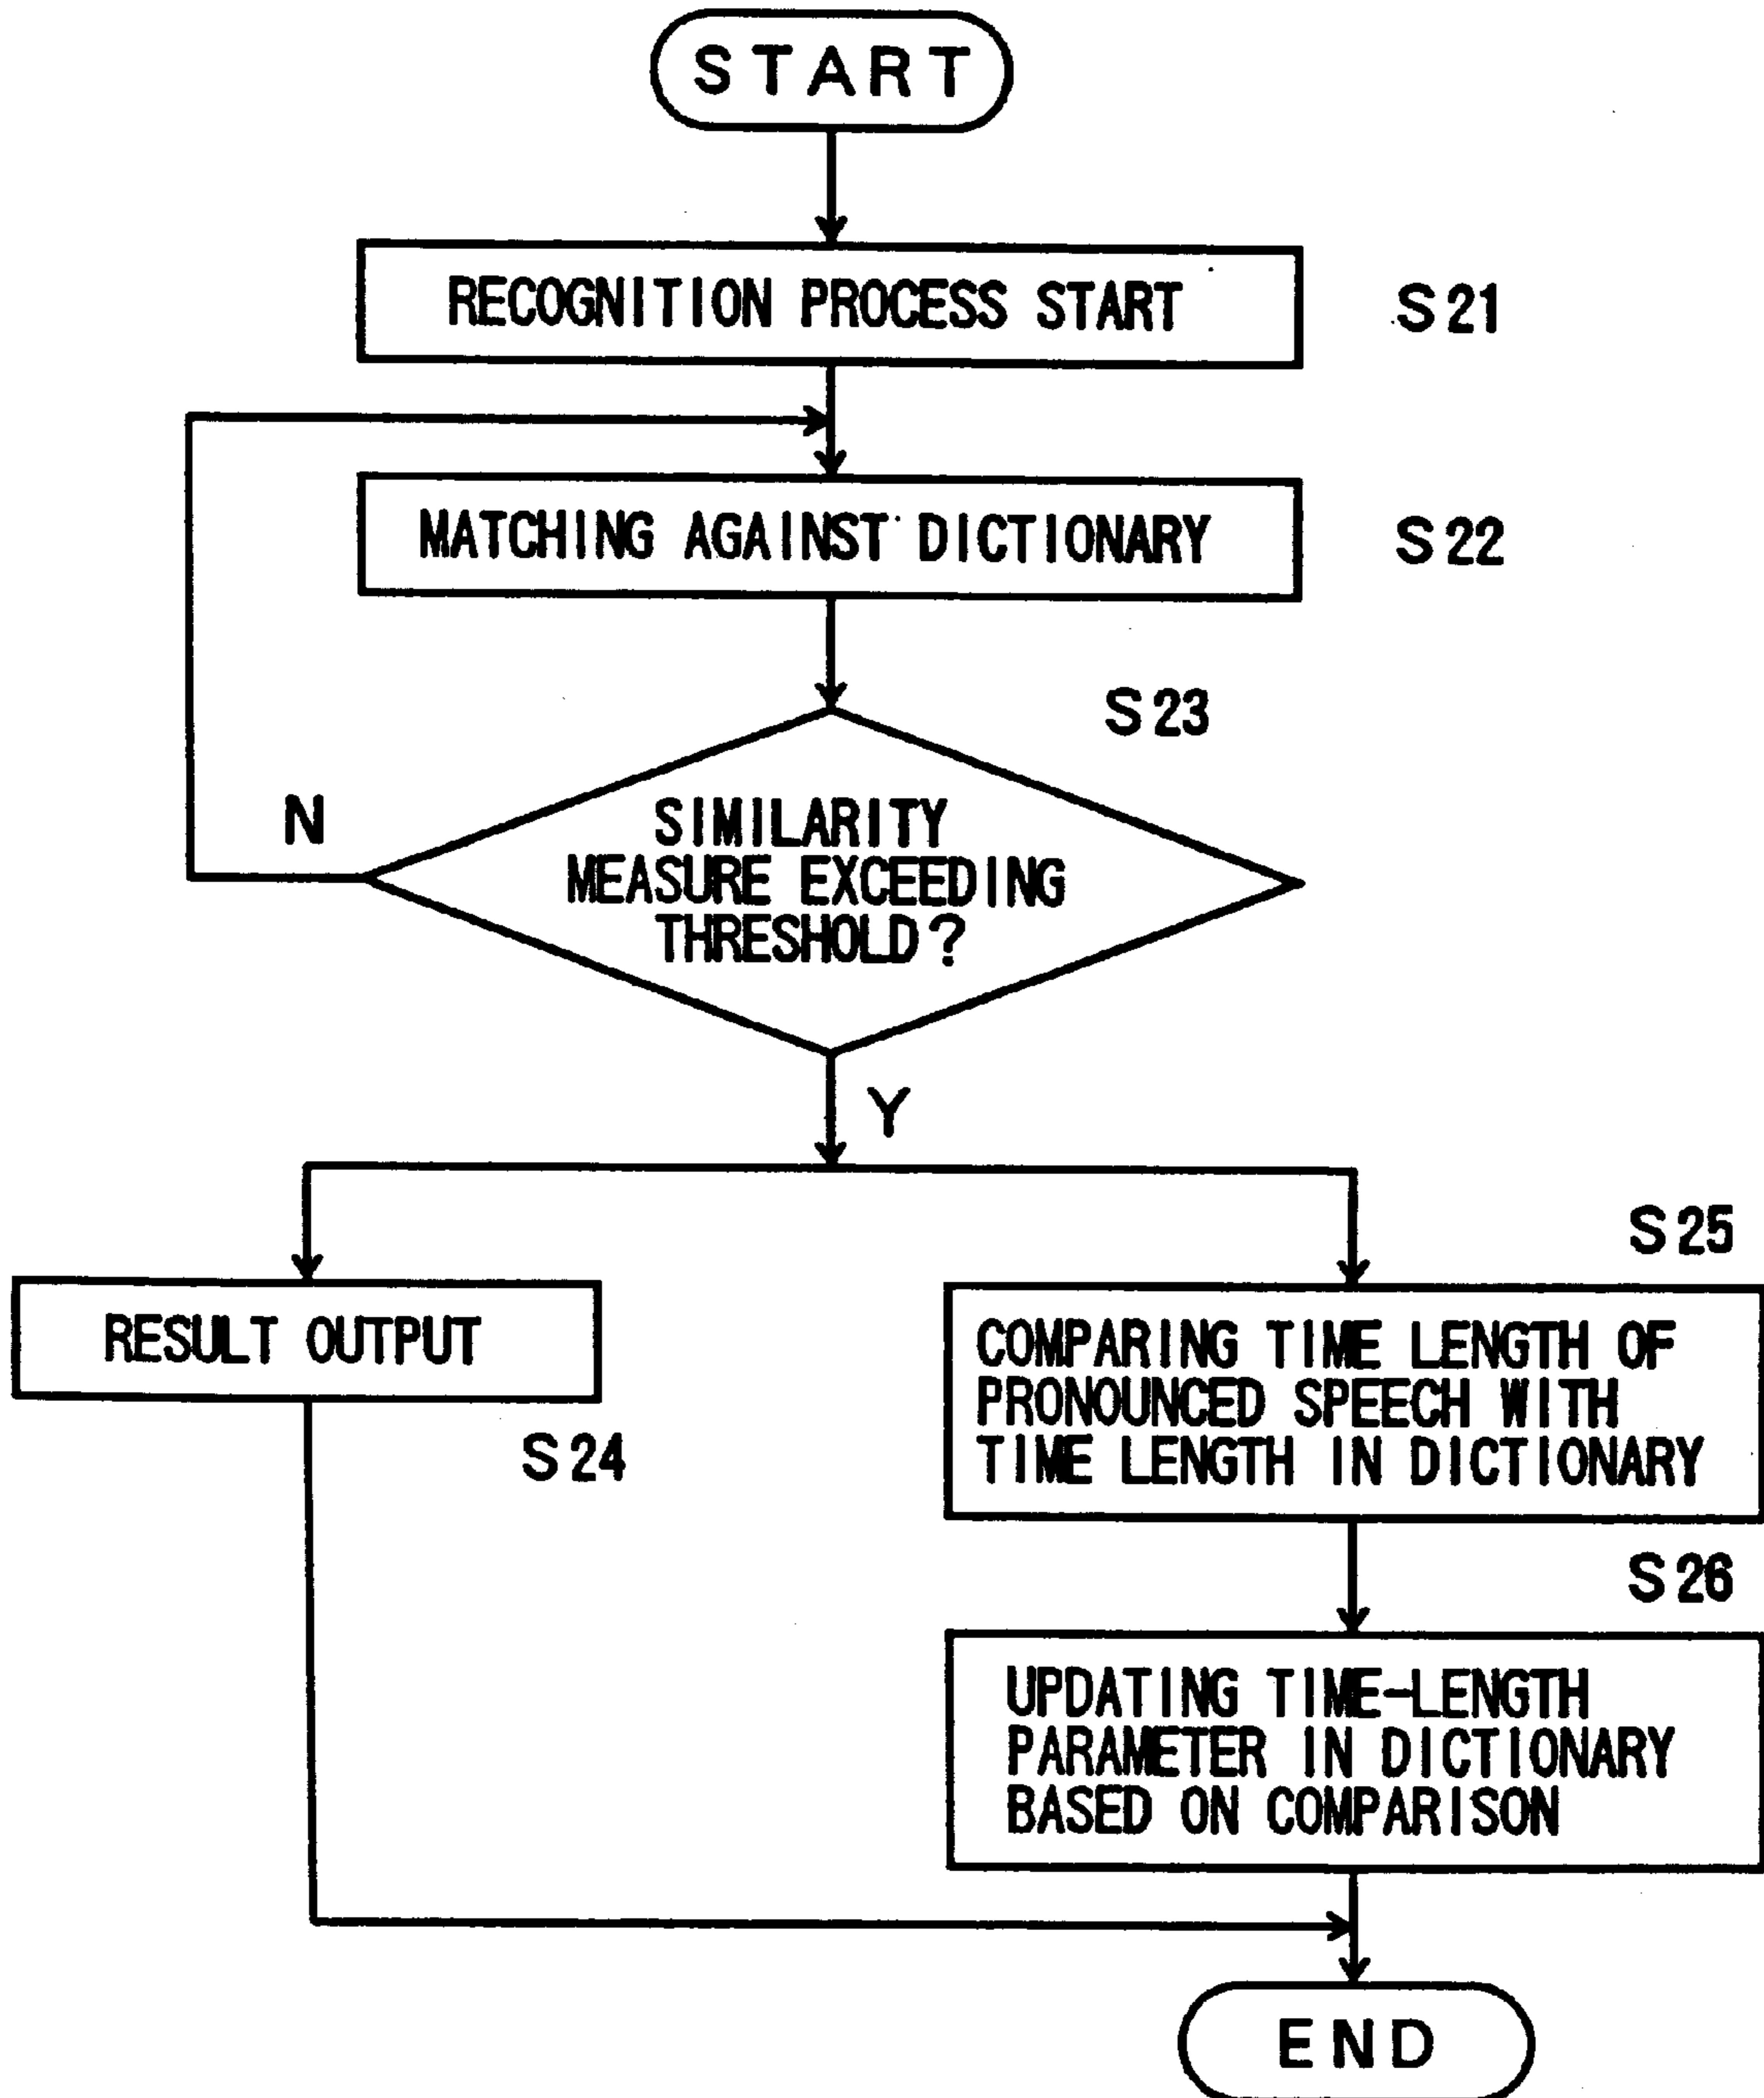 START
RECOGNITION PROCESS START
S21
MATCHING AGAINST DICTIONARY
S22
S23
N
SIMILARITY
MEASURE EXCEEDING
THRESHOLD?
Y
RESULT OUTPUT
S24
S25
COMPARING TIME LENGTH OF
PRONOUNCED SPEECH WITH
TIME LENGTH IN DICTIONARY
S26
UPDATING TIME-LENGTH
PARAMETER IN DICTIONARY
BASED ON COMPARISON
END